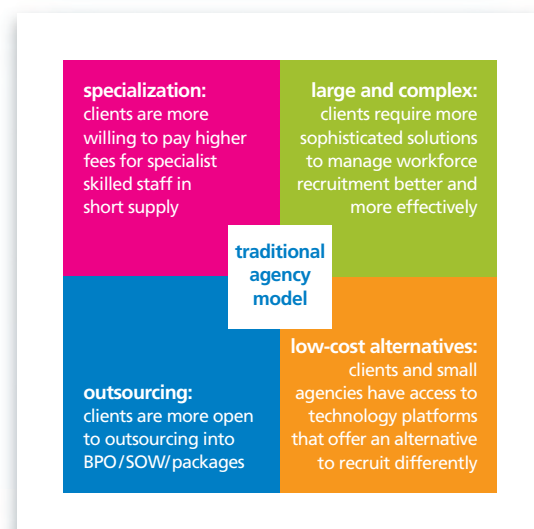 specialization:
clients are more
willing to pay higher
fees for specialist
skilled staff in
short supply
large and complex:
clients require more
sophisticated solutions
to manage workforce
recruitment better and
more effectively
traditional
agency
model
outsourcing:
clients are more open
to outsourcing into
BPO/SOW/packages
low-cost alternatives:
clients and small
agencies have access to
technology platforms
that offer an alternative
to recruit differently